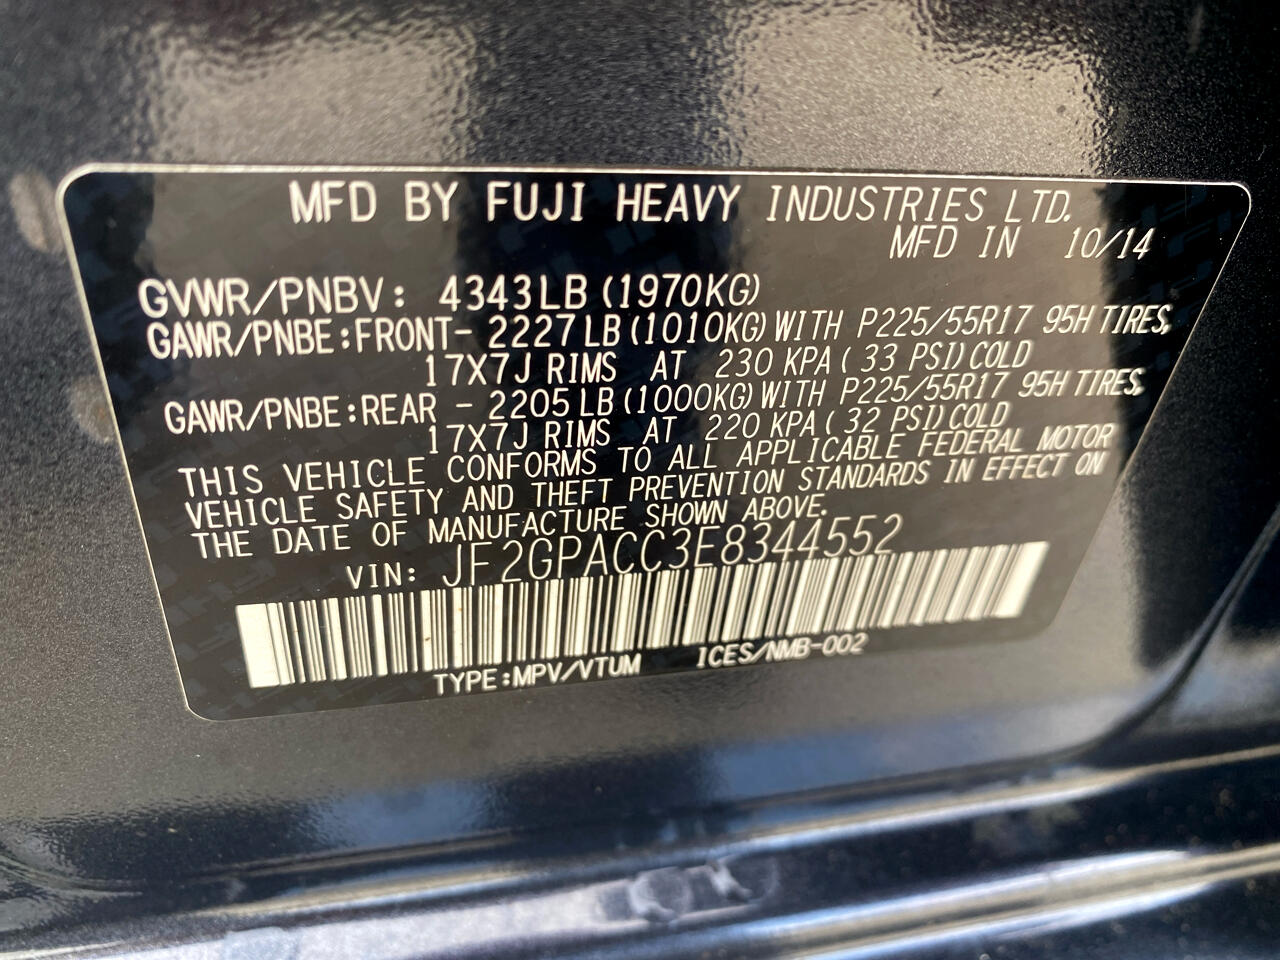 MFD BY FUJI HEAVY INDUSTRIES LTD.
MFD IN 10/14
GVWR/PNBV: 4343LB (1970KG)
GAWR/PNBE:FRONT- 2227LB (1010KG) WITH P225/55R17 95H TIRES,
17X7J RIMS AT 230 KPA ( 33 PSI) COLD
GAWR/PNBE:REAR - 2205LB (1000KG) WITH P225/55R17 95H TIRES,
17X7J RIMS AT 220 KPA ( 32 PSI) COLD
THIS VEHICLE CONFORMS TO ALL APPLICABLE FEDERAL MOTOR
VEHICLE SAFETY AND THEFT PREVENTION STANDARDS IN EFFECT ON
THE DATE OF MANUFACTURE SHOWN ABOVE.
VIN: JF2GPACC3E8344552
TYPE:MPV/VTUM ICES/NMB-002